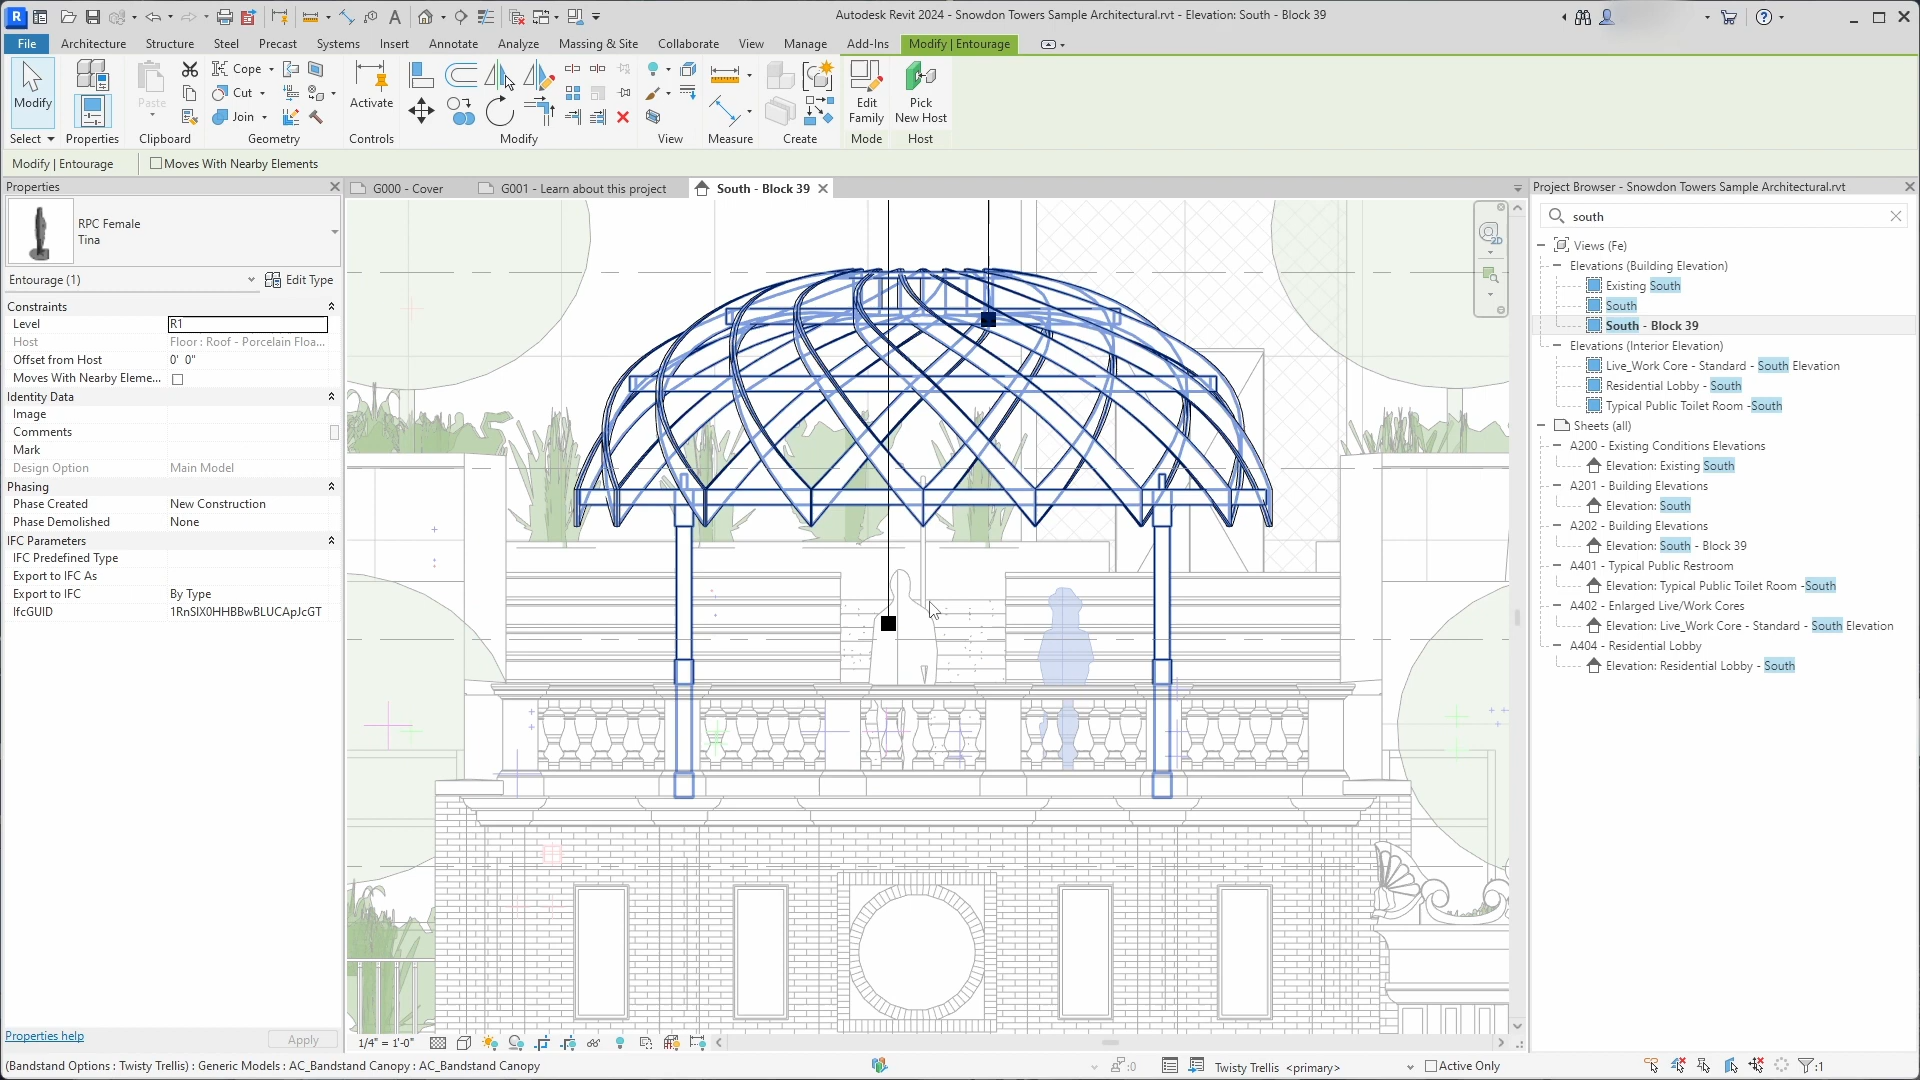 Autodesk Revit 2024 - Snowdon Towers Sample Architectural.rvt - Elevation: South - Block 39
File Architecture Structure Steel Precast Systems Insert Annotate Analyze Massing & Site Collaborate View Manage Add-Ins Modify | Entourage
Modify
Select
Properties
Paste
Clipboard
Cope
Cut
Join
Geometry
Activate
Controls
Modify
View
Measure
Create
Edit
Family
Mode
Pick
New Host
Host
Modify | Entourage Moves With Nearby Elements
Properties
RPC Female
Tina
Entourage (1) Edit Type
Constraints
Level R1
Host Floor : Roof - Porcelain Floa...
Offset from Host 0' 0"
Moves With Nearby Eleme...
Identity Data
Image
Comments
Mark
Design Option Main Model
Phasing
Phase Created New Construction
Phase Demolished None
IFC Parameters
IFC Predefined Type
Export to IFC As
Export to IFC By Type
IfcGUID 1RnSIX0HHBBwBLUCApJcGT
Properties help Apply
G000 - Cover G001 - Learn about this project South - Block 39
2D
1/4" = 1'-0"
Project Browser - Snowdon Towers Sample Architectural.rvt
south
Views (Fe)
Elevations (Building Elevation)
Existing South
South
South - Block 39
Elevations (Interior Elevation)
Live_Work Core - Standard - South Elevation
Residential Lobby - South
Typical Public Toilet Room -South
Sheets (all)
A200 - Existing Conditions Elevations
Elevation: Existing South
A201 - Building Elevations
Elevation: South
A202 - Building Elevations
Elevation: South - Block 39
A401 - Typical Public Restroom
Elevation: Typical Public Toilet Room -South
A402 - Enlarged Live/Work Cores
Elevation: Live_Work Core - Standard - South Elevation
A404 - Residential Lobby
Elevation: Residential Lobby - South
(Bandstand Options : Twisty Trellis) : Generic Models : AC_Bandstand Canopy : AC_Bandstand Canopy
:0
Twisty Trellis <primary>
Active Only
:1